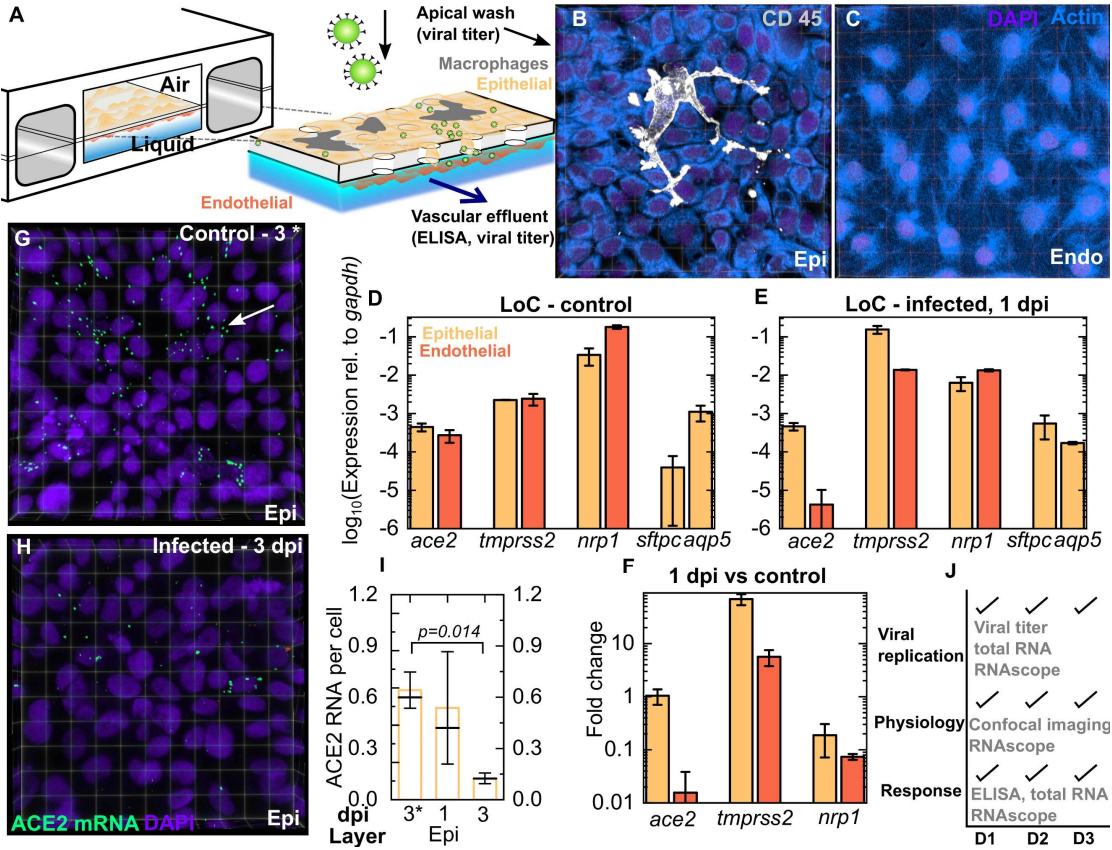 A
Air
Liquid
Apical wash
(viral titer)
Macrophages
Epithelial
Endothelial
Vascular effluent
(ELISA, viral titer)
B
CD 45
Epi
C
DAPI Actin
Endo
G
Control - 3 *
Epi
H
Infected - 3 dpi
ACE2 mRNA DAPI
Epi
D
LoC - control
log10(Expression rel. to gapdh)
Epithelial
Endothelial
-1
-2
-3
-4
-5
-6
ace2 tmprss2 nrp1 sftpc aqp5
E
LoC - infected, 1 dpi
-1
-2
-3
-4
-5
-6
ace2 tmprss2 nrp1 sftpc aqp5
I
ACE2 RNA per cell
1.2
0.9
0.6
0.3
0.0
p=0.014
1.2
0.9
0.6
0.3
0.0
dpi 3* 1 3
Layer Epi
F
1 dpi vs control
Fold change
10
1
0.1
0.01
ace2 tmprss2 nrp1
J
Viral
replication
Viral titer
total RNA
RNAscope
Physiology
Confocal imaging
RNAscope
Response
ELISA, total RNA
RNAscope
D1 D2 D3